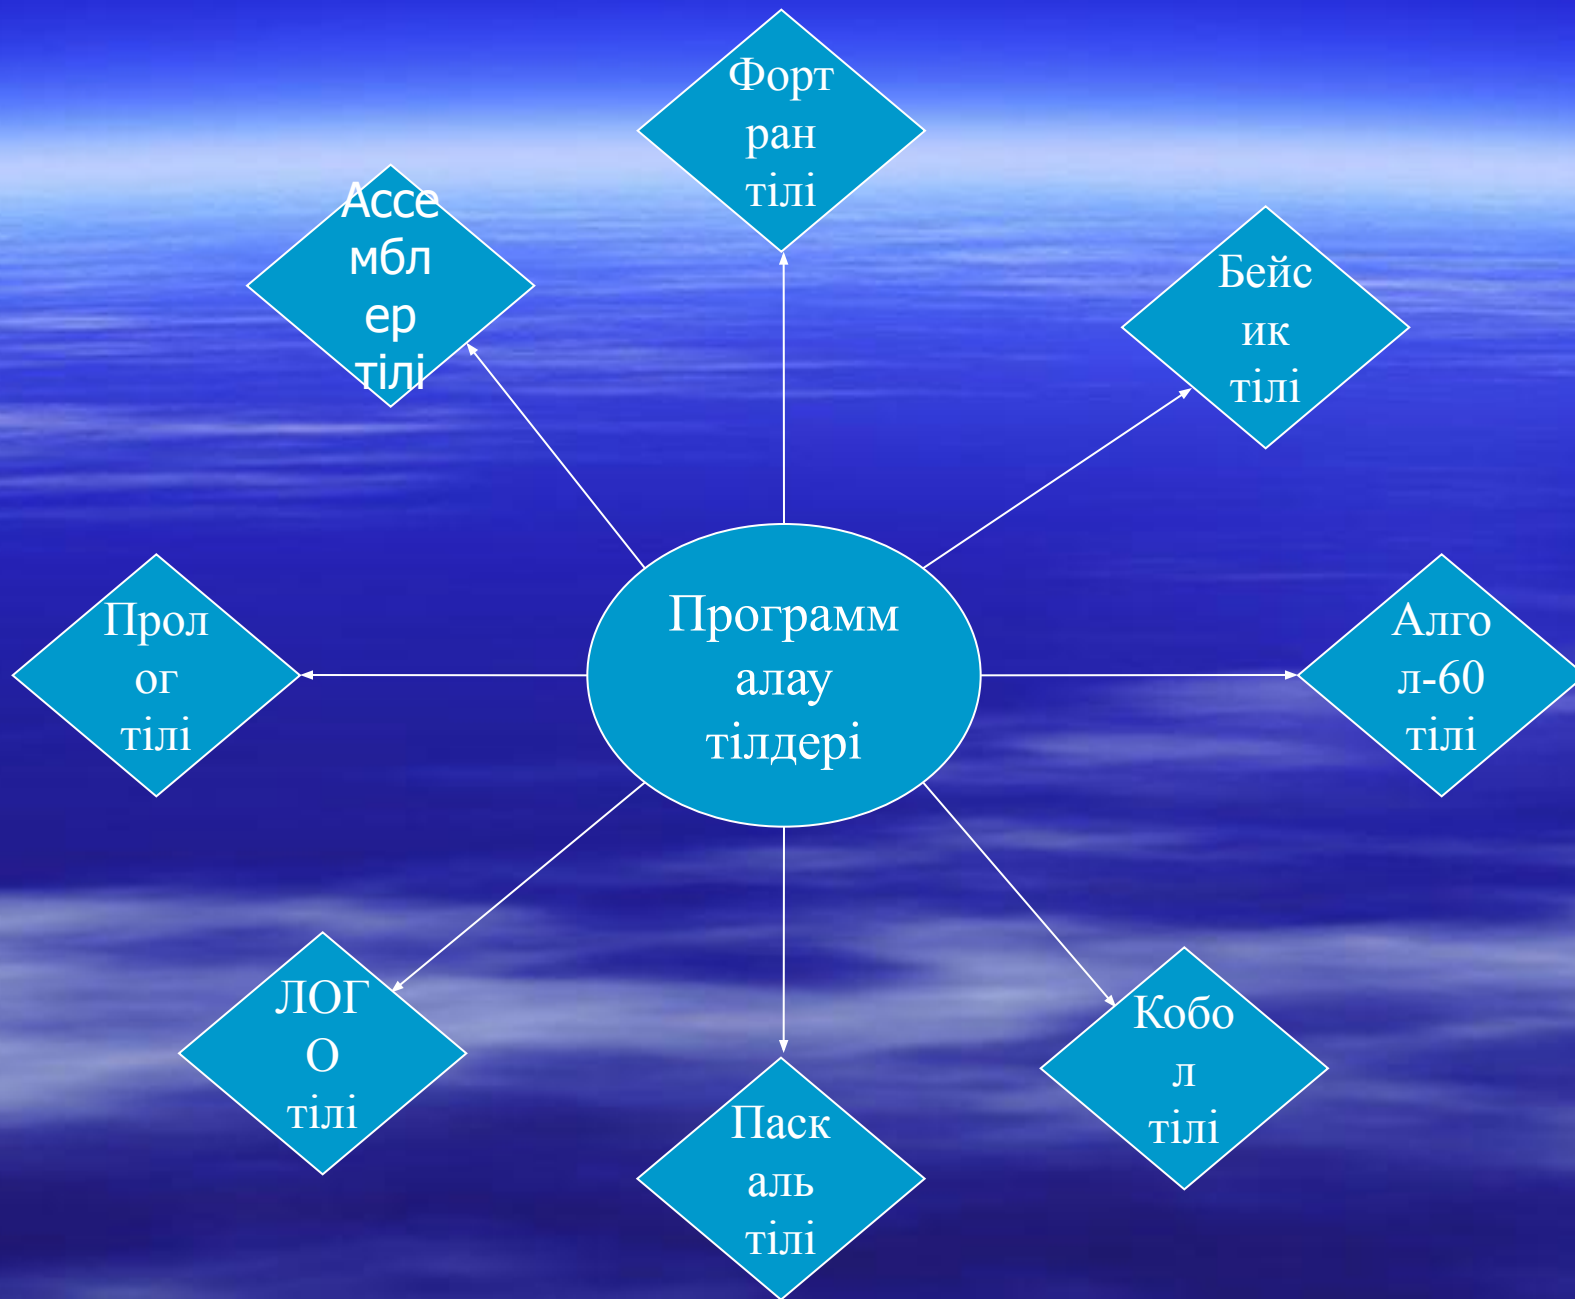 Форт
ран
тілі
Ассе
мбл
ер
тілі
Бейс
ик
тілі
Прол
ог
тілі
Программ
алау
тілдері
Алго
л-60
тілі
ЛОГ
О
тілі
Паск
аль
тілі
Кобо
л
тілі